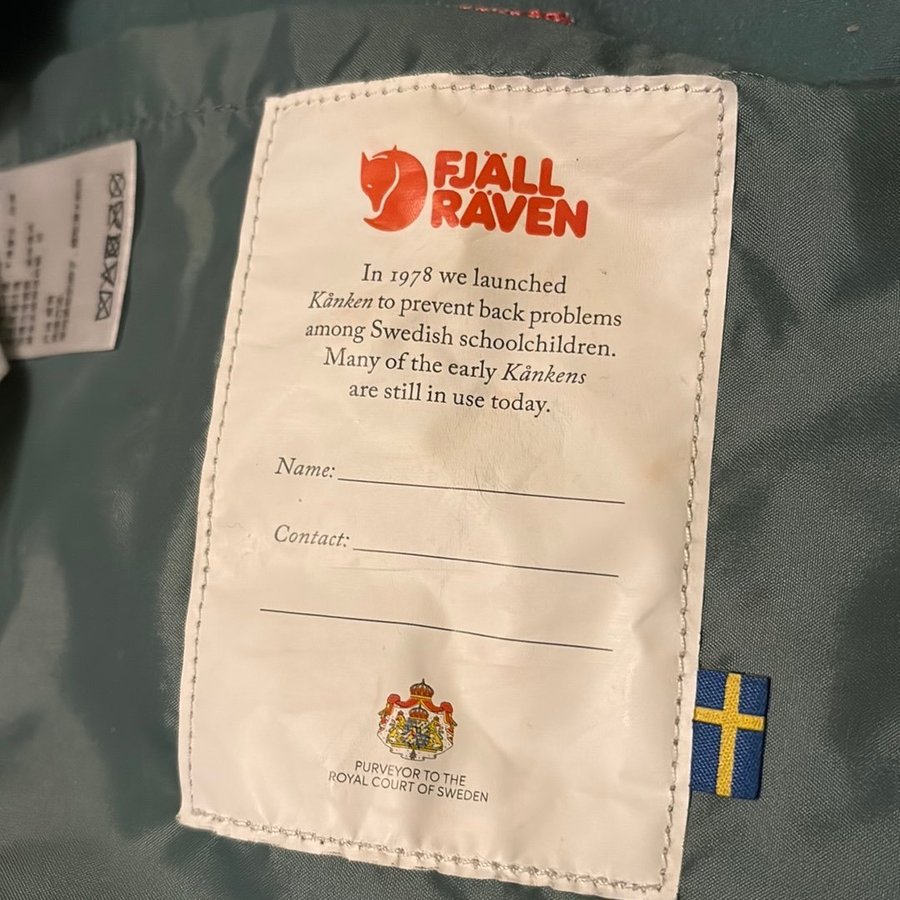 FJÄLL
RÄVEN
In 1978 we launched
Kånken to prevent back problems
among Swedish schoolchildren.
Many of the early Kånkens
are still in use today.
Name:
Contact:
PURVEYOR TO THE
ROYAL COURT OF SWEDEN